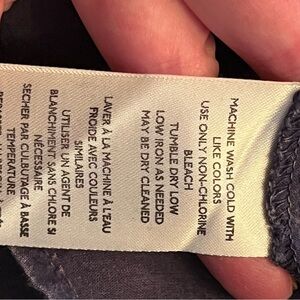 MACHINE WASH COLD WITH
LIKE COLORS
USE ONLY NON-CHLORINE
BLEACH
TUMBLE DRY LOW
LOW IRON AS NEEDED
MAY BE DRY CLEANED
LAVER À LA MACHINE À L'EAU
FROIDE AVEC COULEURS
SIMILAIRES
UTILISER UN AGENT DE
BLANCHIMENT SANS CHLORE SI
NÉCESSAIRE
SECHER PAR CULBUTAGE À BASSE
TEMPÉRATURE